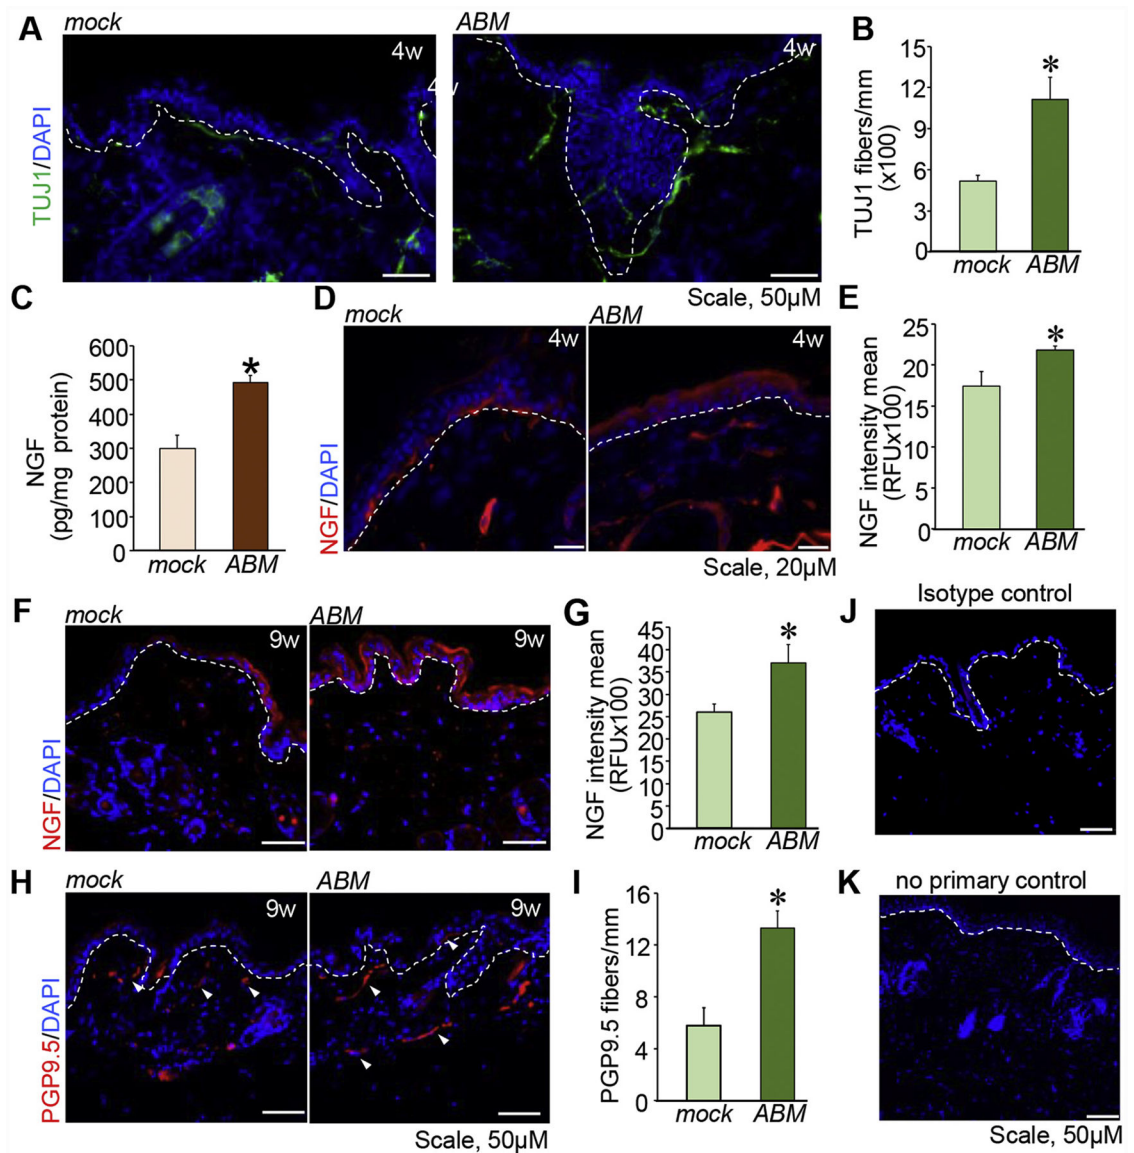 A
mock
4w
4w
TUJ1/DAPI
ABM
4w
Scale, 50µM
B
TUJ1 fibers/mm
(x100)
15
12
9
6
3
0
mock ABM
C
NGF
(pg/mg protein)
600
500
400
300
200
100
0
mock ABM
D
mock
4w
NGF/DAPI
ABM
4w
Scale, 20µM
E
NGF intensity mean
(RFUx100)
25
20
15
10
5
0
mock ABM
F
mock
9w
NGF/DAPI
ABM
9w
G
NGF intensity mean
(RFUx100)
45
40
35
30
25
20
15
10
5
0
mock ABM
J
Isotype control
H
mock
9w
PGP9.5/DAPI
ABM
9w
Scale, 50µM
I
PGP9.5 fibers/mm
16
12
8
4
0
mock ABM
K
no primary control
Scale, 50µM